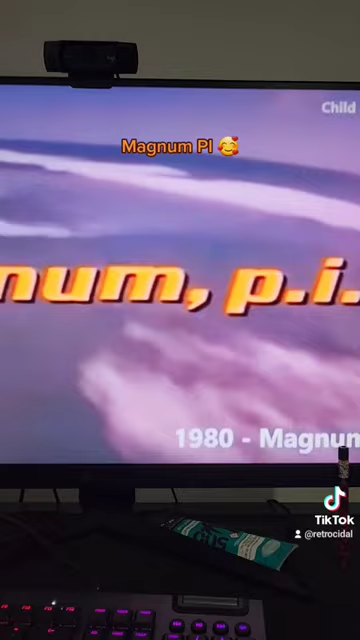 Child
Magnum PI 🥰
num, p.i.
1980 - Magnum
TikTok
@retrocidal